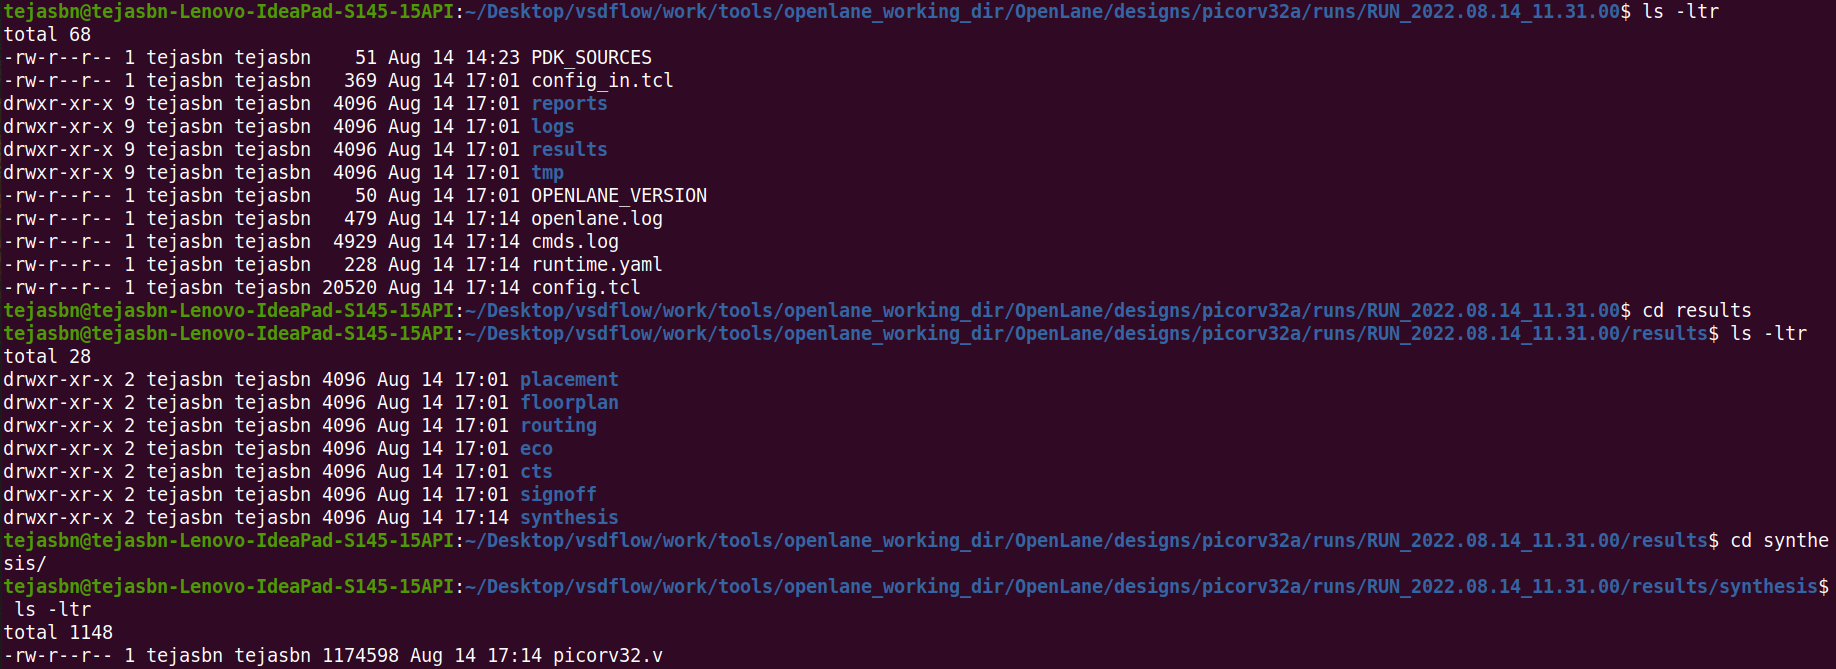 tejasbn@tejasbn-Lenovo-IdeaPad-S145-15API:~/Desktop/vsdflow/work/tools/openlane_working_dir/OpenLane/designs/picorv32a/runs/RUN_2022.08.14_11.31.00$ ls -ltr
total 68
-rw-r--r-- 1 tejasbn tejasbn    51 Aug 14 14:23 PDK_SOURCES
-rw-r--r-- 1 tejasbn tejasbn   369 Aug 14 17:01 config_in.tcl
drwxr-xr-x 9 tejasbn tejasbn  4096 Aug 14 17:01 reports
drwxr-xr-x 9 tejasbn tejasbn  4096 Aug 14 17:01 logs
drwxr-xr-x 9 tejasbn tejasbn  4096 Aug 14 17:01 results
drwxr-xr-x 9 tejasbn tejasbn  4096 Aug 14 17:01 tmp
-rw-r--r-- 1 tejasbn tejasbn    50 Aug 14 17:01 OPENLANE_VERSION
-rw-r--r-- 1 tejasbn tejasbn   479 Aug 14 17:14 openlane.log
-rw-r--r-- 1 tejasbn tejasbn  4929 Aug 14 17:14 cmds.log
-rw-r--r-- 1 tejasbn tejasbn   228 Aug 14 17:14 runtime.yaml
-rw-r--r-- 1 tejasbn tejasbn 20520 Aug 14 17:14 config.tcl
tejasbn@tejasbn-Lenovo-IdeaPad-S145-15API:~/Desktop/vsdflow/work/tools/openlane_working_dir/OpenLane/designs/picorv32a/runs/RUN_2022.08.14_11.31.00$ cd results
tejasbn@tejasbn-Lenovo-IdeaPad-S145-15API:~/Desktop/vsdflow/work/tools/openlane_working_dir/OpenLane/designs/picorv32a/runs/RUN_2022.08.14_11.31.00/results$ ls -ltr
total 28
drwxr-xr-x 2 tejasbn tejasbn 4096 Aug 14 17:01 placement
drwxr-xr-x 2 tejasbn tejasbn 4096 Aug 14 17:01 floorplan
drwxr-xr-x 2 tejasbn tejasbn 4096 Aug 14 17:01 routing
drwxr-xr-x 2 tejasbn tejasbn 4096 Aug 14 17:01 eco
drwxr-xr-x 2 tejasbn tejasbn 4096 Aug 14 17:01 cts
drwxr-xr-x 2 tejasbn tejasbn 4096 Aug 14 17:01 signoff
drwxr-xr-x 2 tejasbn tejasbn 4096 Aug 14 17:14 synthesis
tejasbn@tejasbn-Lenovo-IdeaPad-S145-15API:~/Desktop/vsdflow/work/tools/openlane_working_dir/OpenLane/designs/picorv32a/runs/RUN_2022.08.14_11.31.00/results$ cd synthe
sis/
tejasbn@tejasbn-Lenovo-IdeaPad-S145-15API:~/Desktop/vsdflow/work/tools/openlane_working_dir/OpenLane/designs/picorv32a/runs/RUN_2022.08.14_11.31.00/results/synthesis$
 ls -ltr
total 1148
-rw-r--r-- 1 tejasbn tejasbn 1174598 Aug 14 17:14 picorv32.v